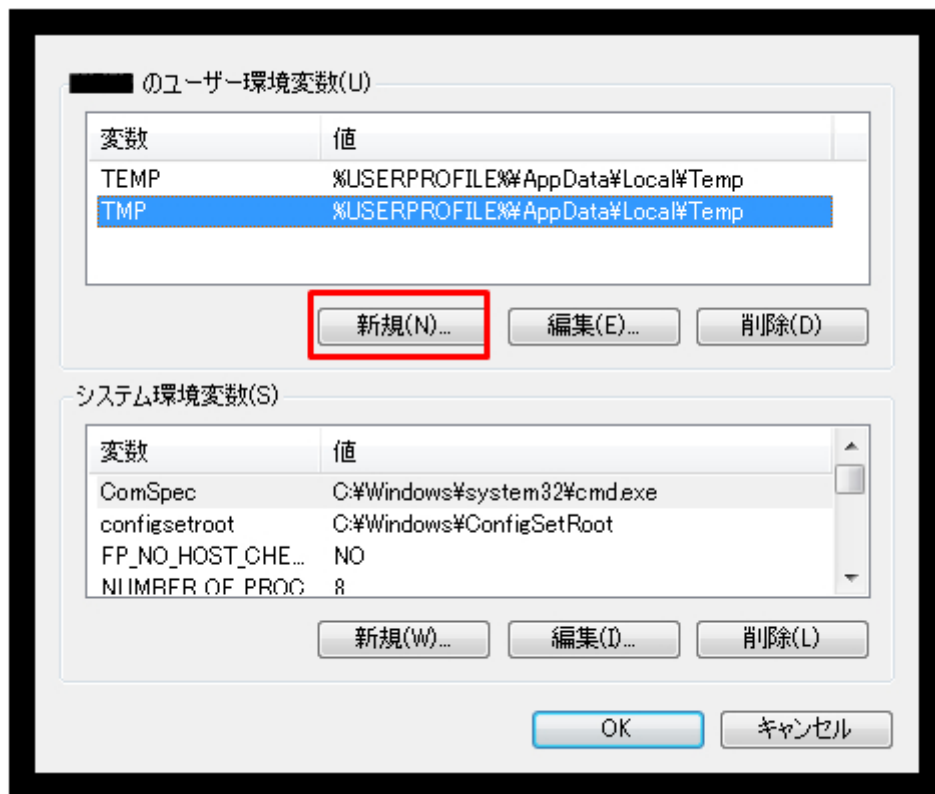 のユーザー環境変数(U)
変数 値
TEMP %USERPROFILE%¥AppData¥Local¥Temp
TMP %USERPROFILE%¥AppData¥Local¥Temp
新規(N)... 編集(E)... 削除(D)
システム環境変数(S)
変数 値
ComSpec C:¥Windows¥system32¥cmd.exe
configsetroot C:¥Windows¥ConfigSetRoot
FP_NO_HOST_CHE... NO
NUMBER_OF_PROC 8
新規(W)... 編集(I)... 削除(L)
OK キャンセル